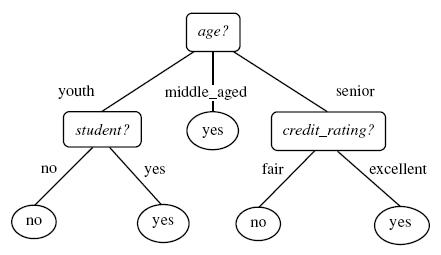 age?
youth
middle_aged
senior
student?
yes
credit_rating?
no
yes
fair
excellent
no
yes
no
yes